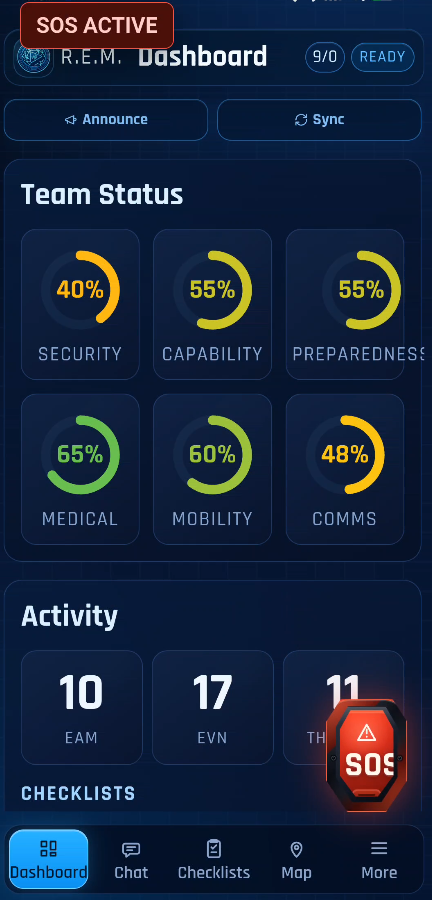 SOS ACTIVE
R.E.M. Dashboard 9/0 READY
Announce Sync
Team Status
40% 55% 55%
SECURITY CAPABILITY PREPAREDNESS
65% 60% 48%
MEDICAL MOBILITY COMMS
Activity
10 17 11
EAM EVN TH
SOS
CHECKLISTS
Dashboard Chat Checklists Map More